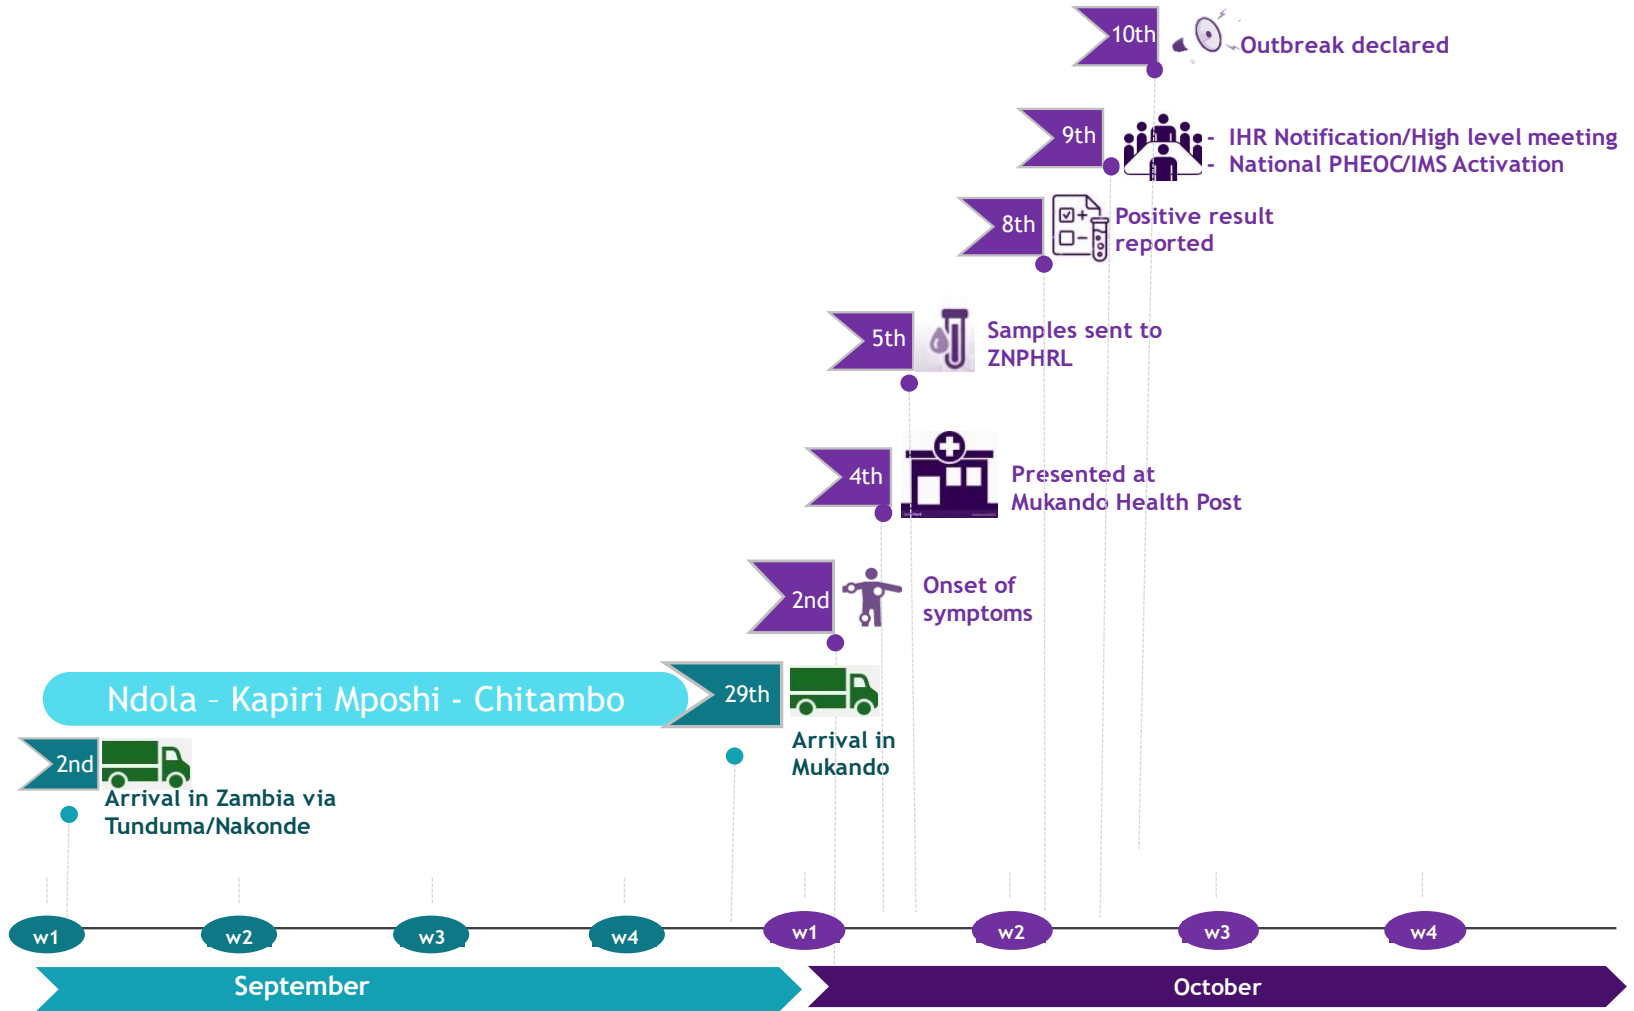 10th
Outbreak declared
9th
- IHR Notification/High level meeting
- National PHEOC/IMS Activation
8th
Positive result
reported
5th
Samples sent to
ZNPHRL
4th
Presented at
Mukando Health Post
2nd
Onset of
symptoms
Ndola – Kapiri Mposhi - Chitambo
29th
Arrival in
Mukando
2nd
Arrival in Zambia via
Tunduma/Nakonde
w1
w2
w3
w4
w1
w2
w3
w4
September
October